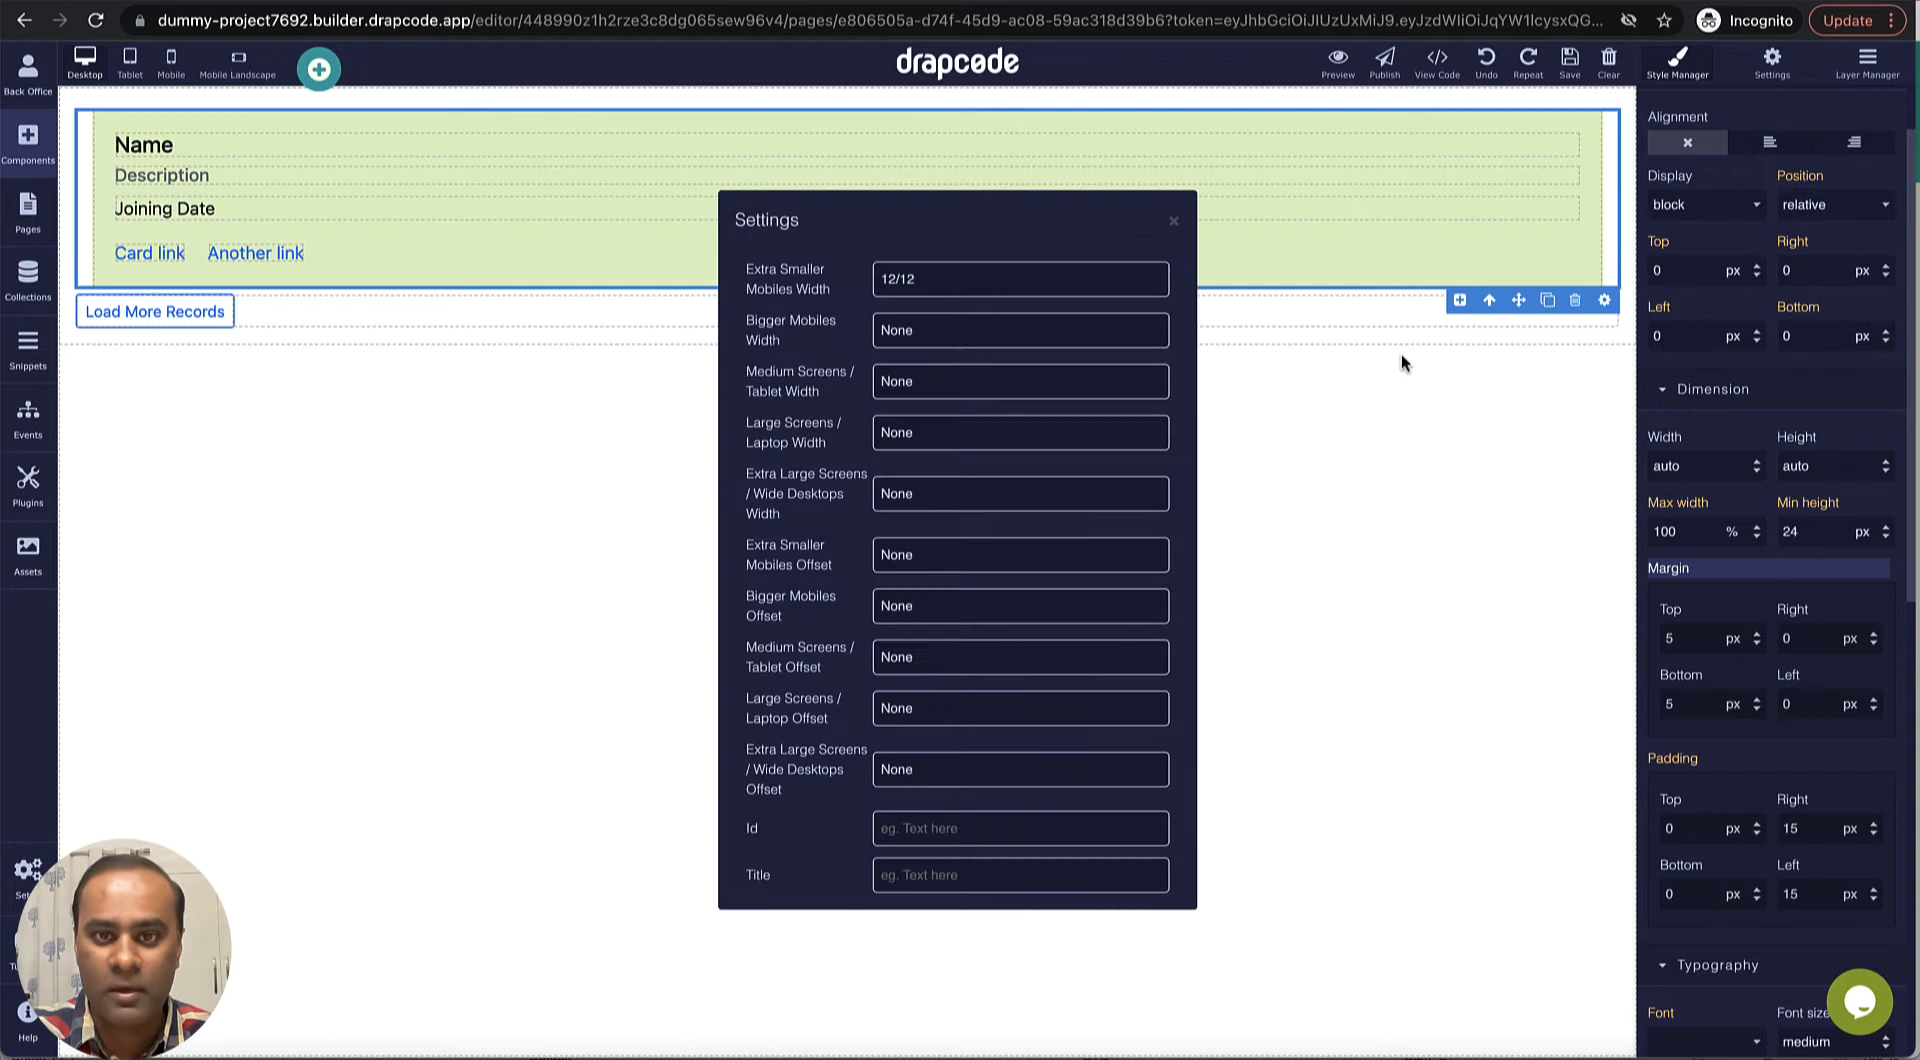 dummy-project7692.builder.drapcode.app/editor/448990z1h2rze3c8dg065sew96v4/pages/e806505a-d74f-45d9-ac08-59ac318d39b6?token=eyJhbGciOiJIUzUxMiJ9.eyJzdWIiOiJqYW1lcysxQG...
Incognito
Update
Back Office
Desktop
Tablet
Mobile
Mobile Landscape
drapcode
Preview
Publish
View Code
Undo
Repeat
Save
Clear
Style Manager
Settings
Layer Manager
Components
Pages
Collections
Snippets
Events
Plugins
Assets
Help
Name
Description
Joining Date
Card link Another link
Load More Records
Settings
Extra Smaller
Mobiles Width
12/12
Bigger Mobiles
Width
None
Medium Screens /
Tablet Width
None
Large Screens /
Laptop Width
None
Extra Large Screens
/ Wide Desktops
Width
None
Extra Smaller
Mobiles Offset
None
Bigger Mobiles
Offset
None
Medium Screens /
Tablet Offset
None
Large Screens /
Laptop Offset
None
Extra Large Screens
/ Wide Desktops
Offset
None
Id
eg. Text here
Title
eg. Text here
Alignment
Display Position
block relative
Top Right
0 px 0 px
Left Bottom
0 px 0 px
Dimension
Width Height
auto auto
Max width Min height
100 % 24 px
Margin
Top Right
5 px 0 px
Bottom Left
5 px 0 px
Padding
Top Right
0 px 15 px
Bottom Left
0 px 15 px
Typography
Font Font size
medium